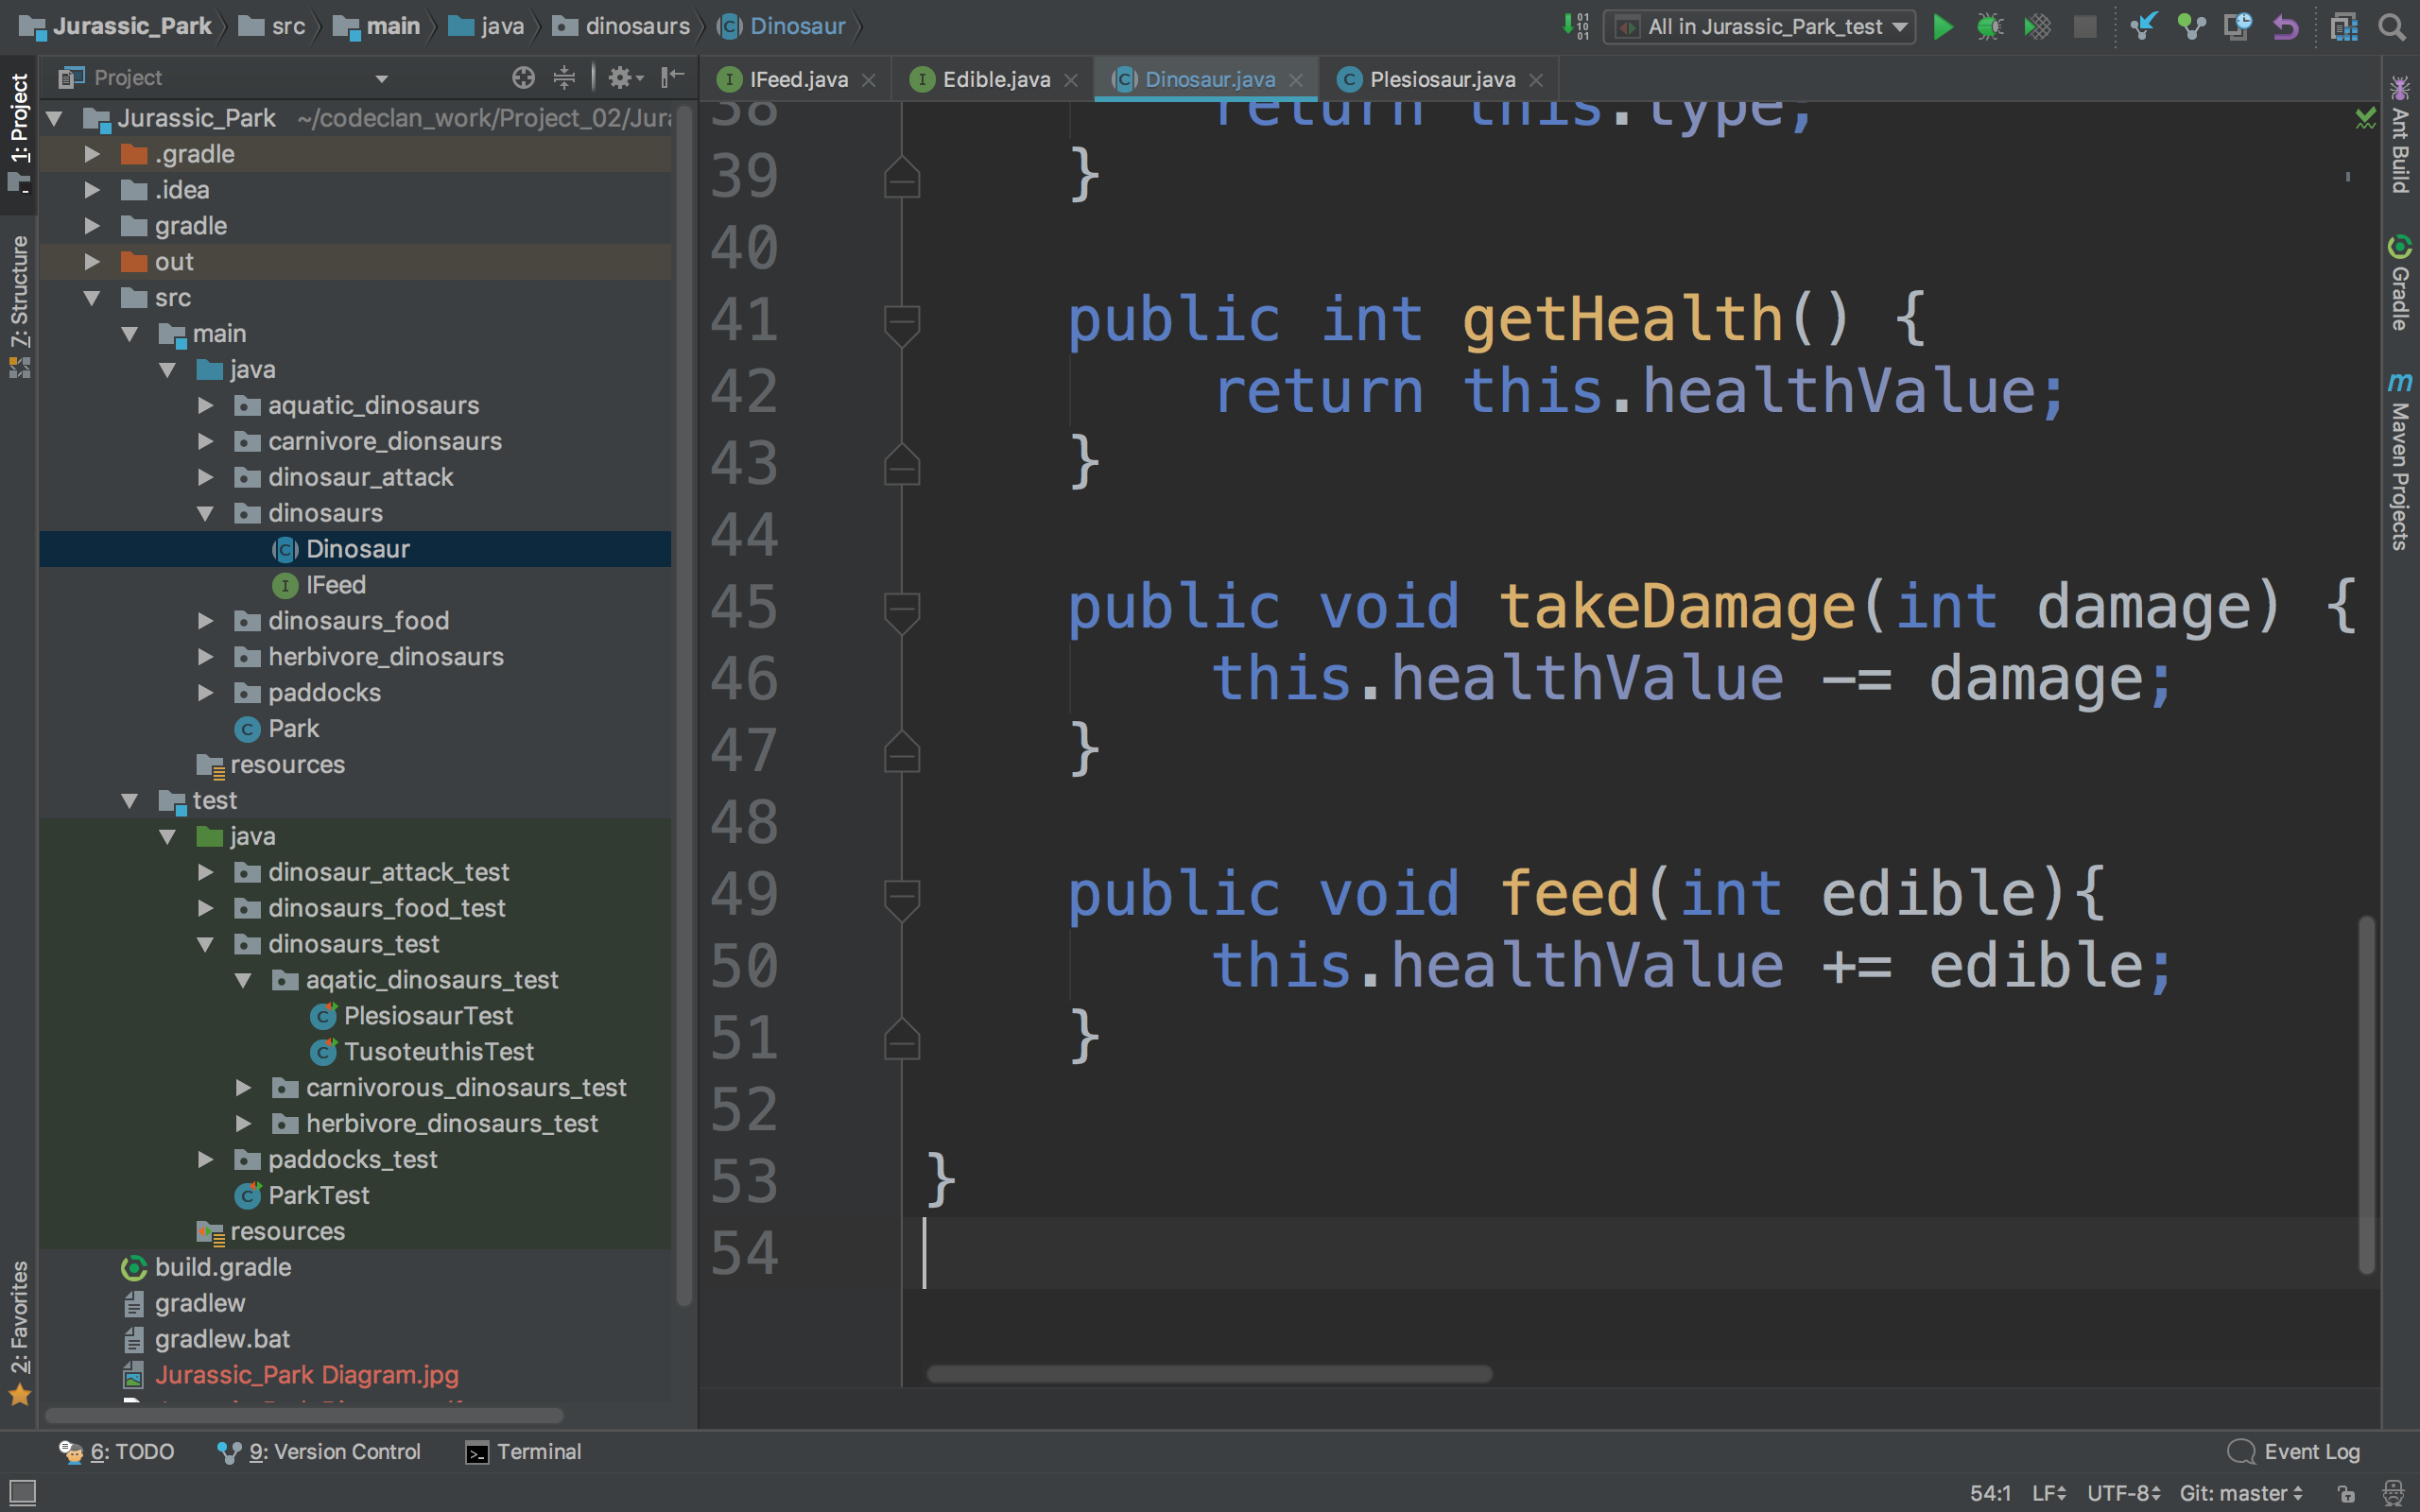 Jurassic_Park src main java dinosaurs Dinosaur
All in Jurassic_Park_test
Project
IFeed.java Edible.java Dinosaur.java Plesiosaur.java
1: Project
7: Structure
2: Favorites
Jurassic_Park ~/codeclan_work/Project_02/Jura
.gradle
.idea
gradle
out
src
main
java
aquatic_dinosaurs
carnivore_dionsaurs
dinosaur_attack
dinosaurs
Dinosaur
IFeed
dinosaurs_food
herbivore_dinosaurs
paddocks
Park
resources
test
java
dinosaur_attack_test
dinosaurs_food_test
dinosaurs_test
aqatic_dinosaurs_test
PlesiosaurTest
TusoteuthisTest
carnivorous_dinosaurs_test
herbivore_dinosaurs_test
paddocks_test
ParkTest
resources
build.gradle
gradlew
gradlew.bat
Jurassic_Park Diagram.jpg
38 return this.type;
39 }
40
41 public int getHealth() {
42 return this.healthValue;
43 }
44
45 public void takeDamage(int damage) {
46 this.healthValue -= damage;
47 }
48
49 public void feed(int edible){
50 this.healthValue += edible;
51 }
52
53 }
54
Ant Build
Gradle
Maven Projects
6: TODO 9: Version Control Terminal Event Log
54:1 LF UTF-8 Git: master